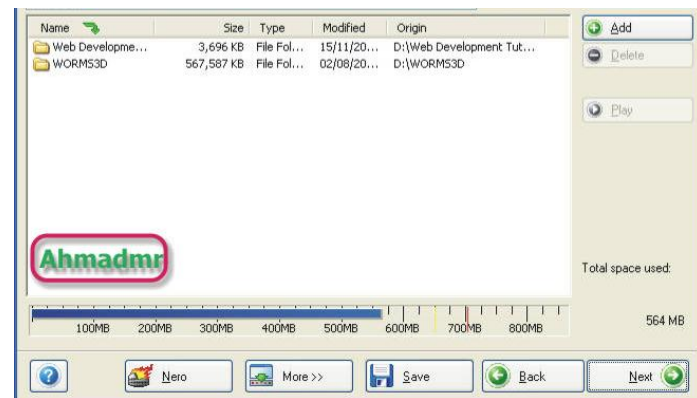 Name Size Type Modified Origin
Web Developme... 3,696 KB File Fol... 15/11/20... D:\Web Development Tut...
WORMS3D 567,587 KB File Fol... 02/08/20... D:\WORMS3D
Add
Delete
Play
Ahmadmr
Total space used:
564 MB
100MB 200MB 300MB 400MB 500MB 600MB 700MB 800MB
Nero More >> Save Back Next